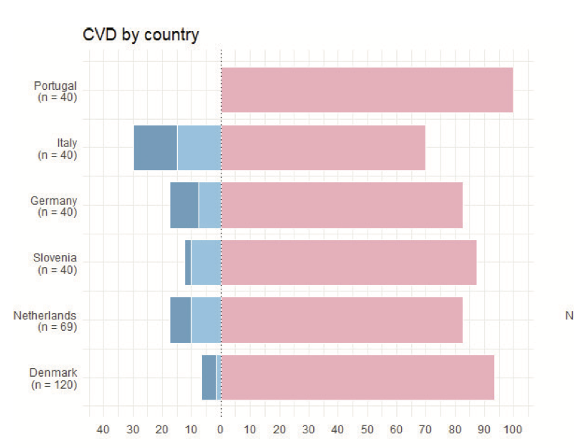 CVD by country
Portugal
(n = 40)
Italy
(n = 40)
Germany
(n = 40)
Slovenia
(n = 40)
Netherlands
(n = 69)
N
Denmark
(n = 120)
40 30 20 10 0 10 20 30 40 50 60 70 80 90 100